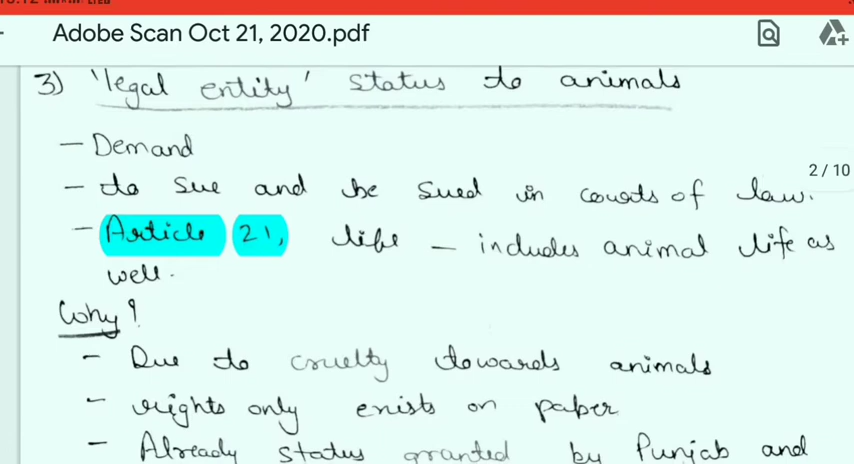 Adobe Scan Oct 21, 2020.pdf
3) 'legal entity' status to animals
- Demand
2 / 10
- to sue and be sued in courts of law.
- Article 21, life - includes animal life as
well.
Why?
- Due to cruelty towards animals
- rights only exists on paper
- Already status granted by Punjab and